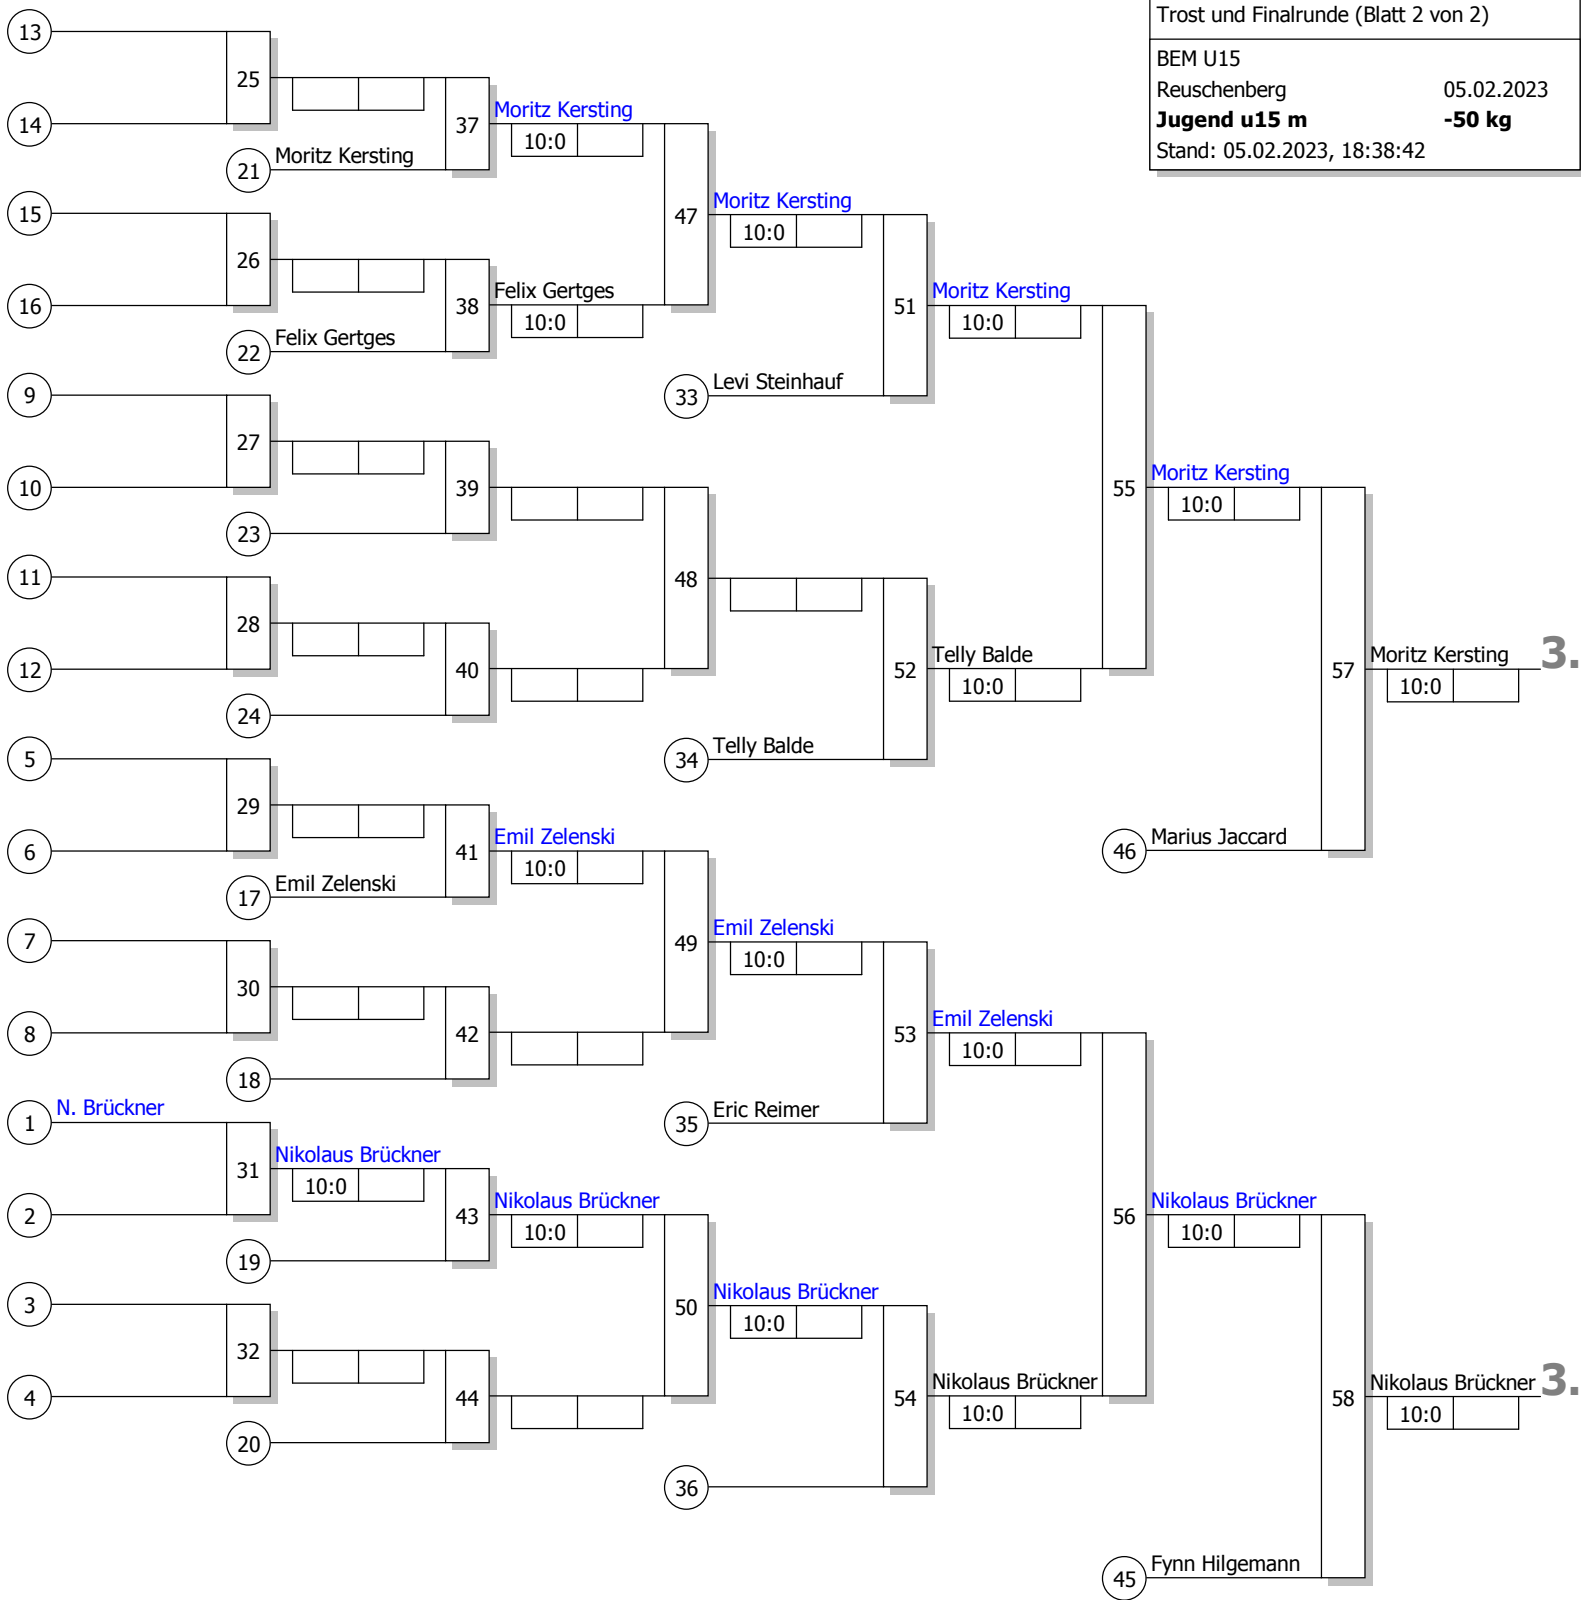 Trost und Finalrunde (Blatt 2 von 2)
BEM U15
Reuschenberg 05.02.2023
Jugend u15 m -50 kg
Stand: 05.02.2023, 18:38:42
13
25
14
37
Moritz Kersting
10:0
21
Moritz Kersting
15
47
Moritz Kersting
10:0
26
16
38
Felix Gertges
10:0
22
Felix Gertges
51
Moritz Kersting
10:0
9
33
Levi Steinhauf
27
10
39
23
55
Moritz Kersting
10:0
11
48
28
12
40
24
52
Telly Balde
10:0
57
Moritz Kersting
10:0
3.
5
34
Telly Balde
29
6
41
Emil Zelenski
10:0
17
Emil Zelenski
46
Marius Jaccard
7
49
Emil Zelenski
10:0
30
8
42
18
53
Emil Zelenski
10:0
1
N. Brückner
35
Eric Reimer
31
Nikolaus Brückner
10:0
2
43
Nikolaus Brückner
10:0
19
56
Nikolaus Brückner
10:0
3
50
Nikolaus Brückner
10:0
32
4
44
20
54
Nikolaus Brückner
10:0
58
Nikolaus Brückner
10:0
3.
36
45
Fynn Hilgemann